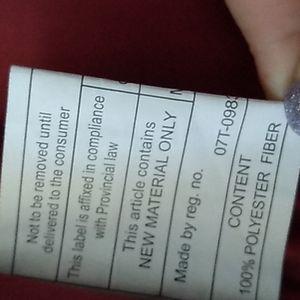 Not to be removed until
delivered to the consumer
This label is affixed in compliance
with Provincial law
This article contains
NEW MATERIAL ONLY
Made by reg. no.
07T-098
CONTENT
100% POLYESTER FIBER